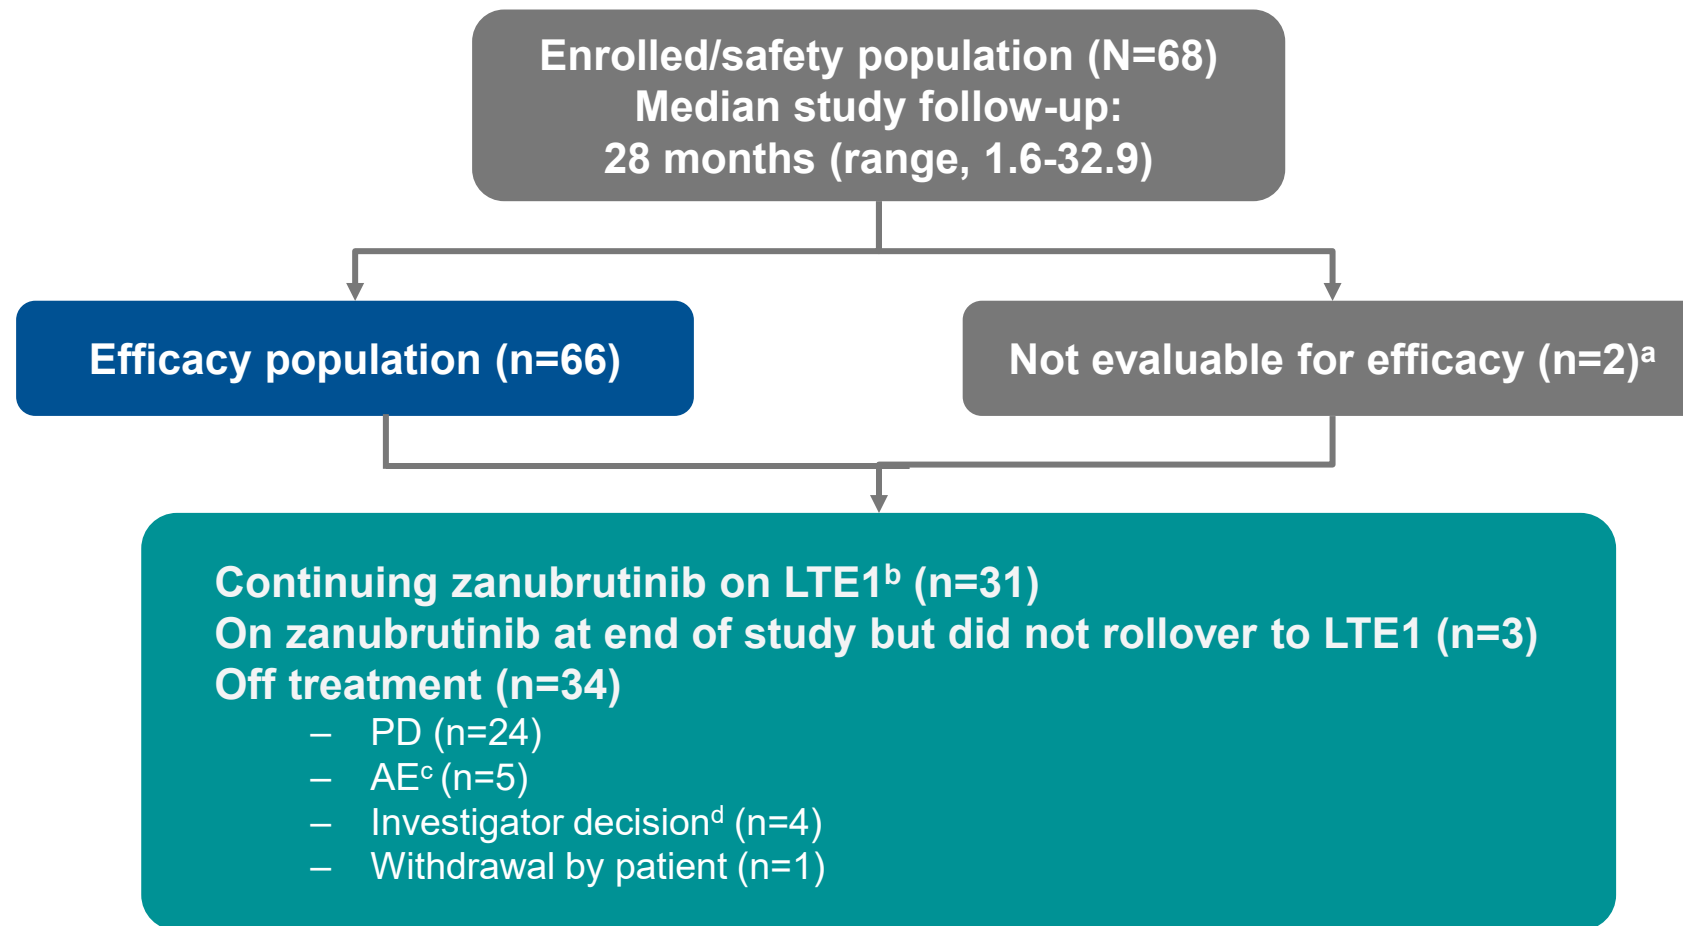 Enrolled/safety population (N=68)
Median study follow-up:
28 months (range, 1.6-32.9)
Efficacy population (n=66)
Not evaluable for efficacy (n=2)ᵃ
Continuing zanubrutinib on LTE1ᵇ (n=31)
On zanubrutinib at end of study but did not rollover to LTE1 (n=3)
Off treatment (n=34)
– PD (n=24)
– AEᶜ (n=5)
– Investigator decisionᵈ (n=4)
– Withdrawal by patient (n=1)